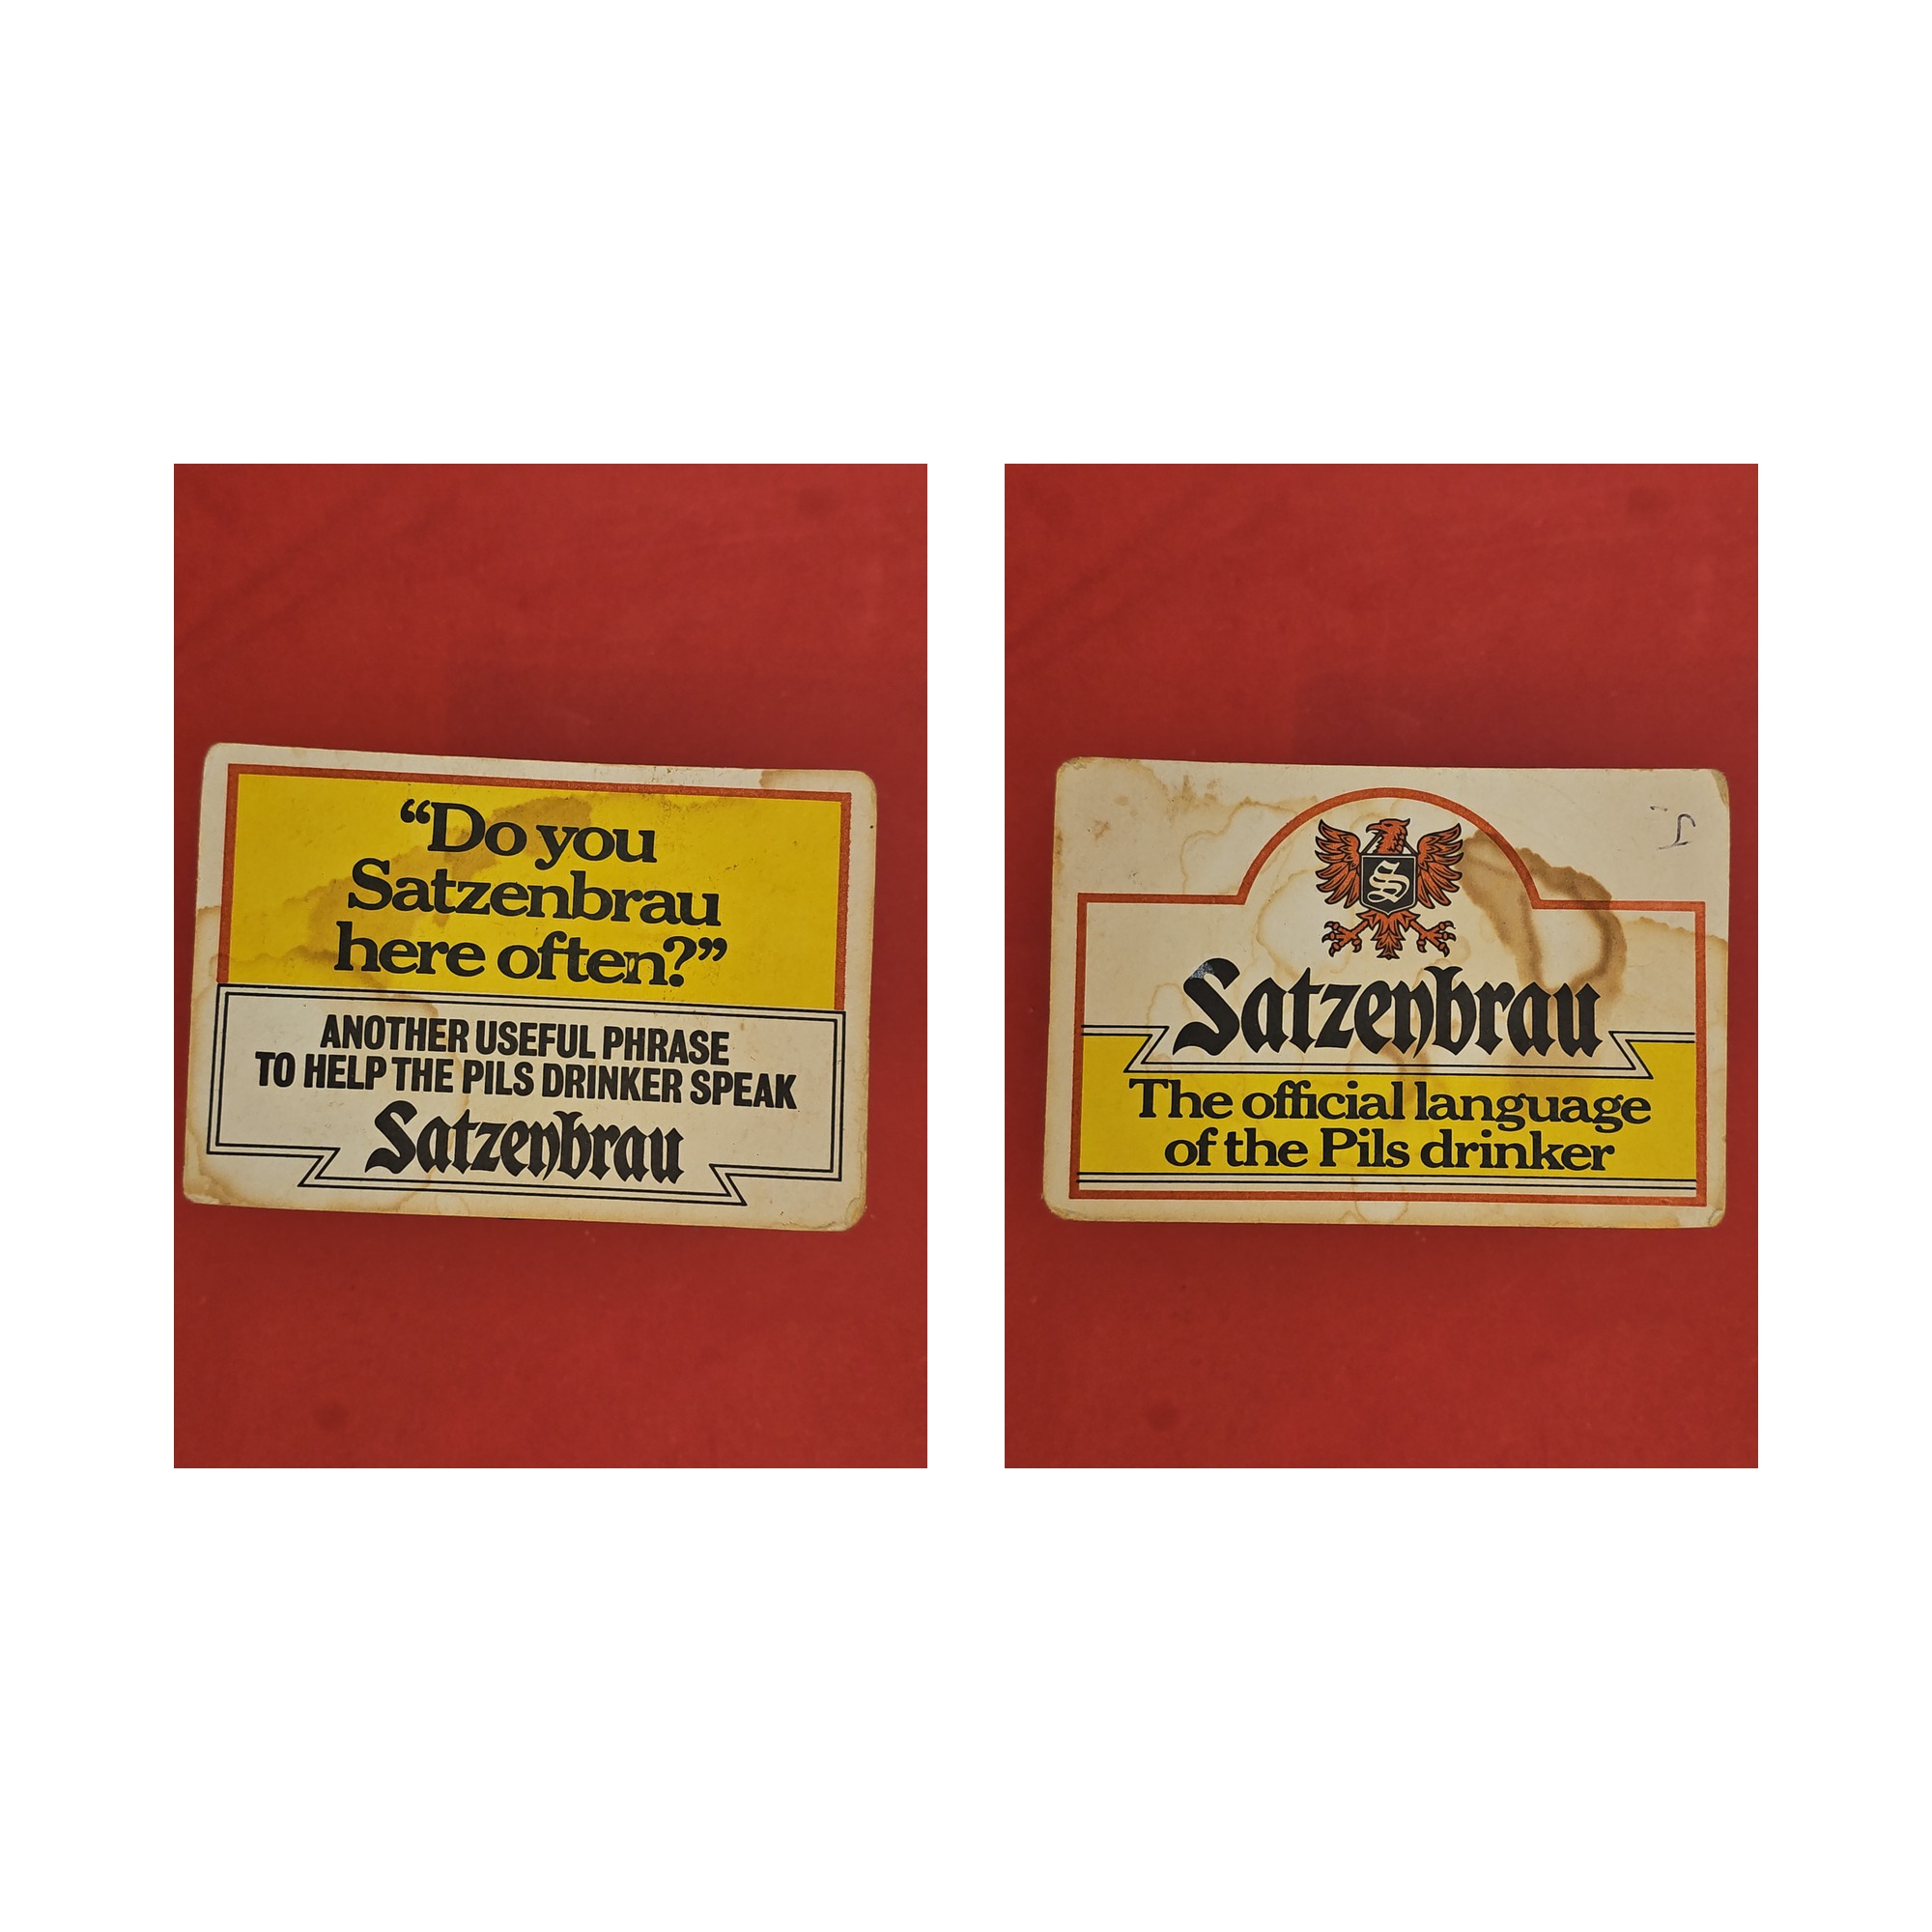 “Do you
Satzenbrau
here often?”
ANOTHER USEFUL PHRASE
TO HELP THE PILS DRINKER SPEAK
Satzenbrau
S
Satzenbrau
The official language
of the Pils drinker